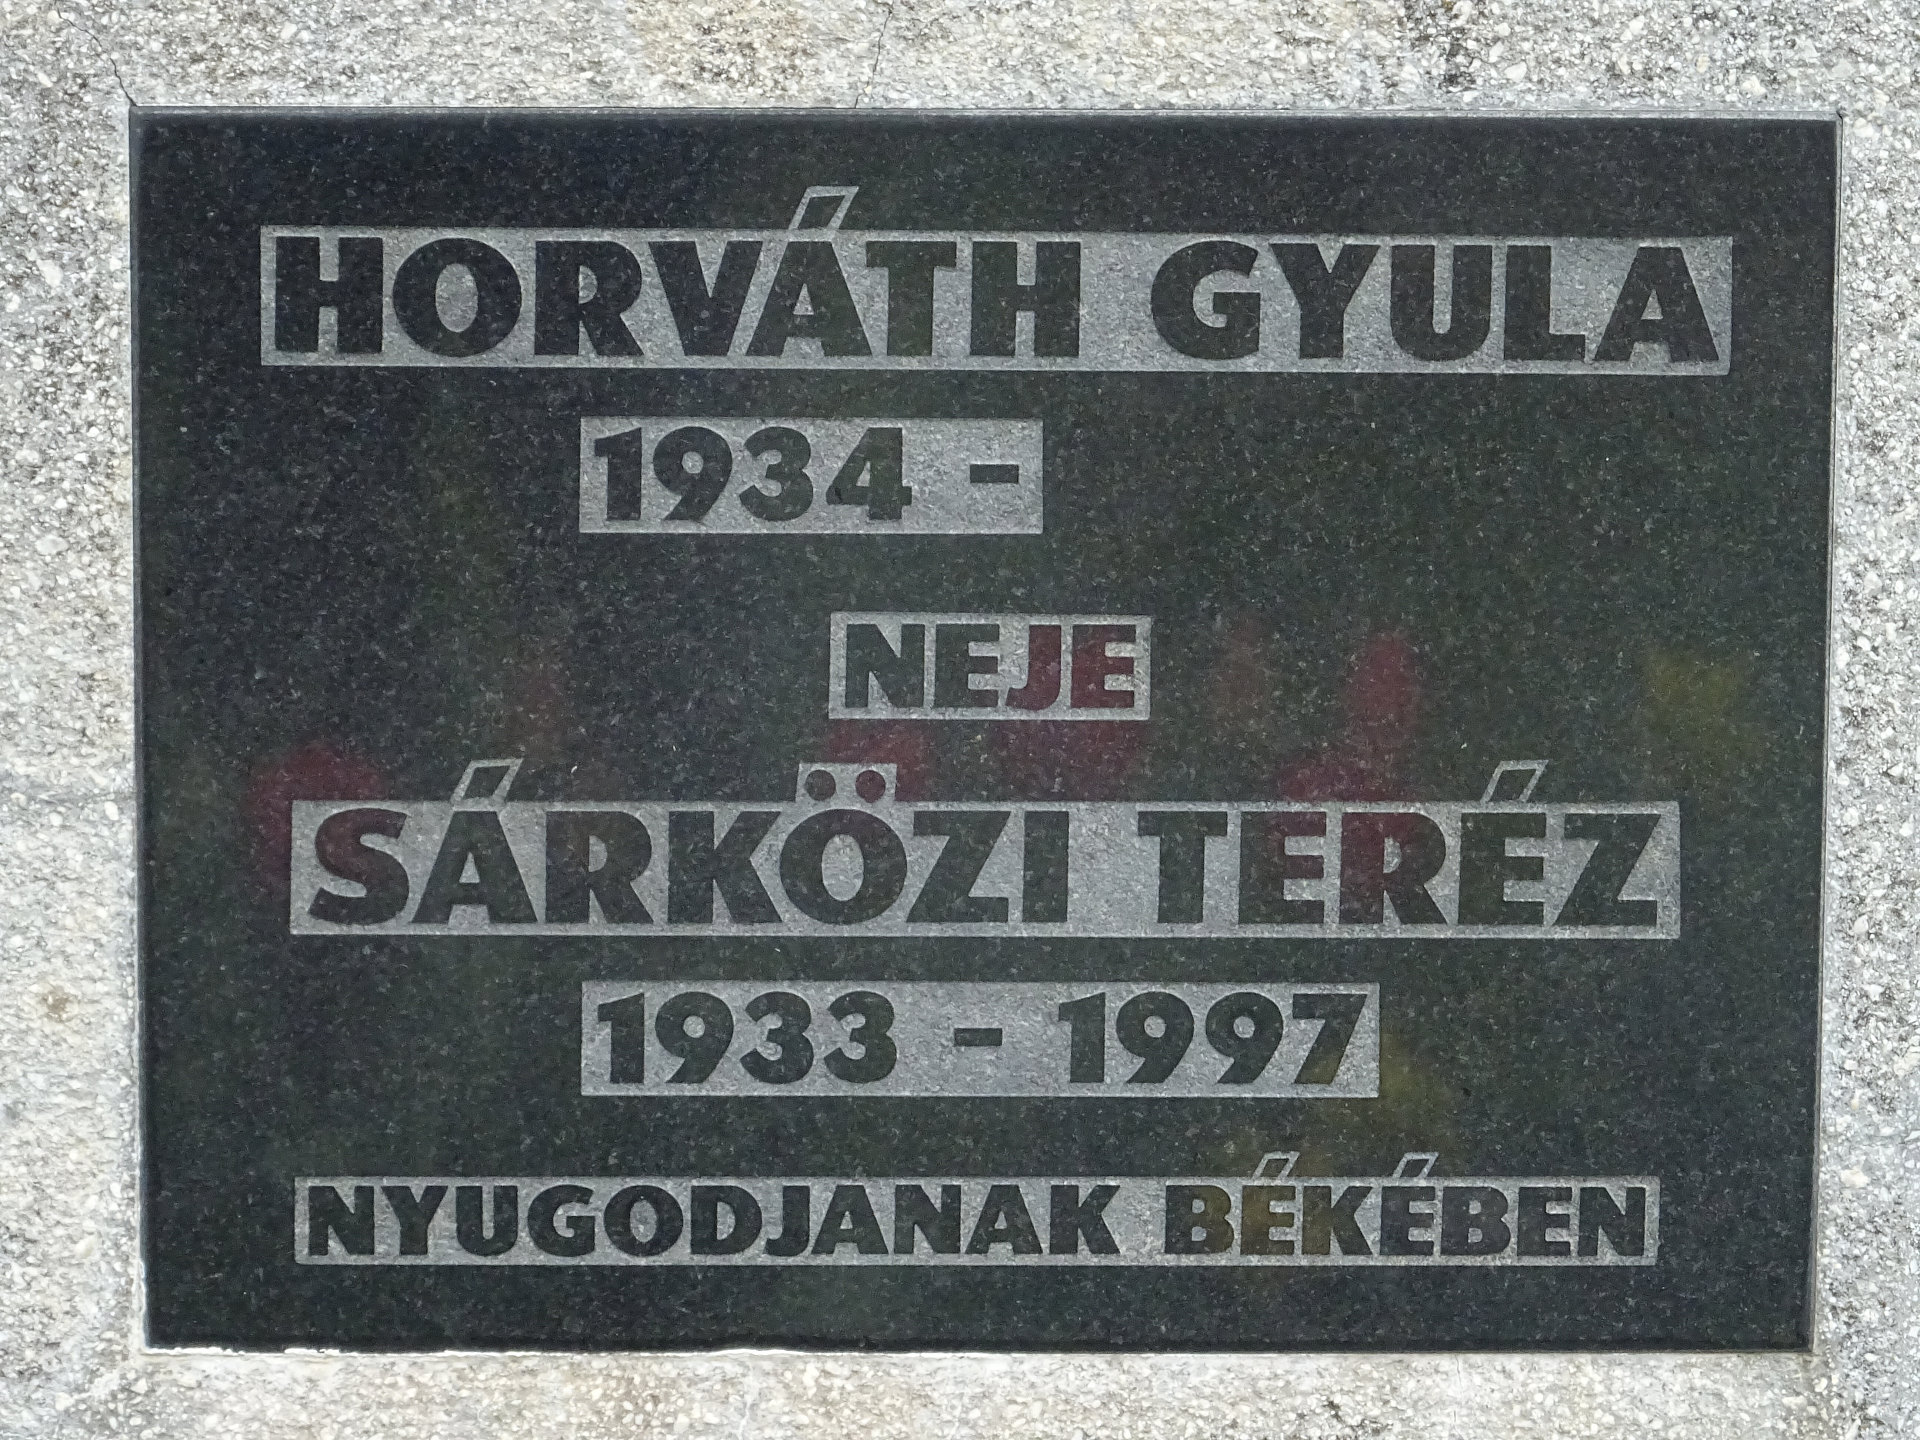 HORVÁTH GYULA
1934 -
NEJE
SÁRKÖZI TERÉZ
1933 - 1997
NYUGODJANAK BÉKÉBEN